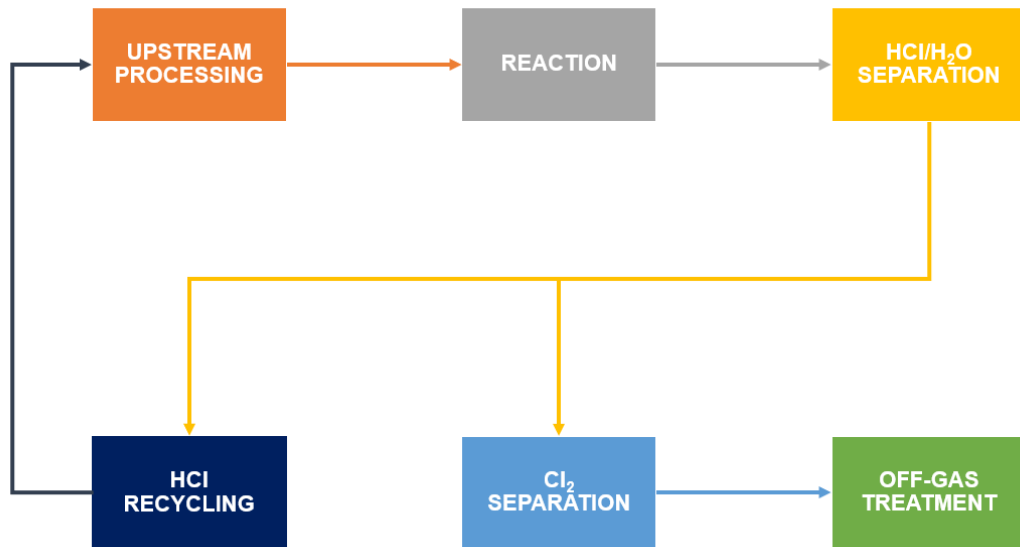 UPSTREAM
PROCESSING
REACTION
HCl/H₂O
SEPARATION
HCl
RECYCLING
Cl₂
SEPARATION
OFF-GAS
TREATMENT